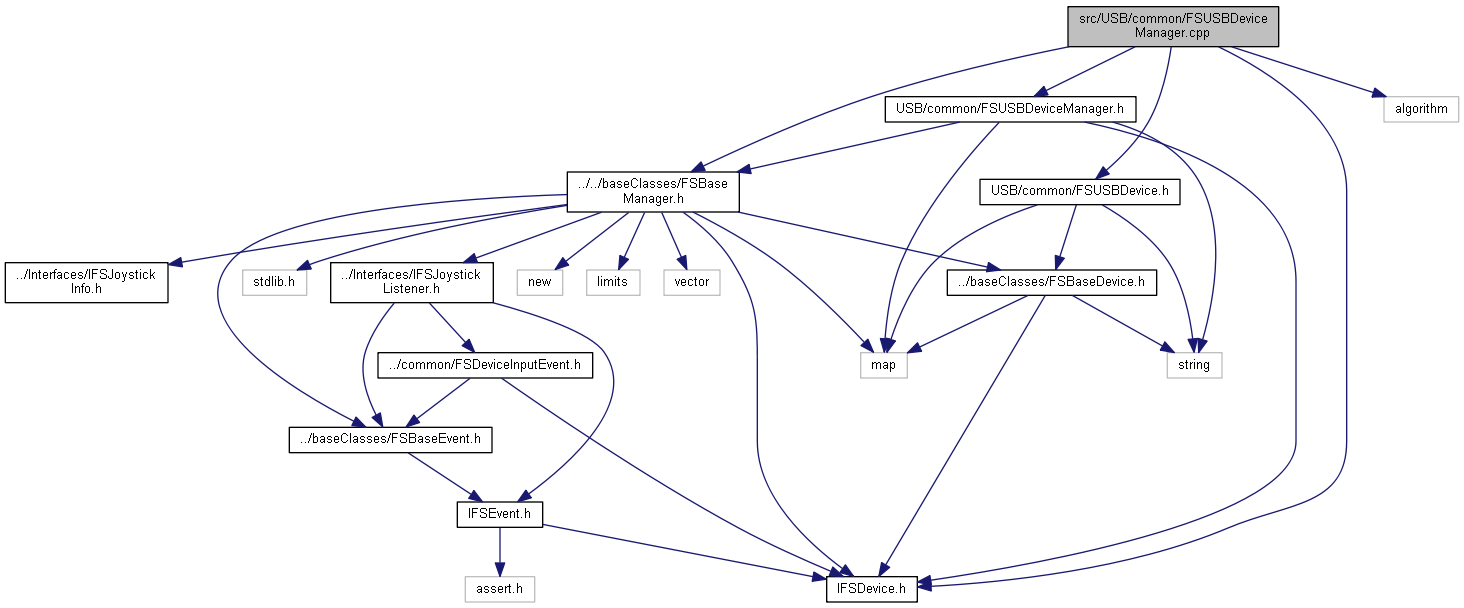 src/USB/common/FSUSBDevice
Manager.cpp
USB/common/FSUSBDeviceManager.h
algorithm
../../baseClasses/FSBase
Manager.h
USB/common/FSUSBDevice.h
../Interfaces/IFSJoystick
Info.h
stdlib.h
../Interfaces/IFSJoystick
Listener.h
new
limits
vector
../baseClasses/FSBaseDevice.h
../common/FSDeviceInputEvent.h
map
string
../baseClasses/FSBaseEvent.h
IFSEvent.h
assert.h
IFSDevice.h